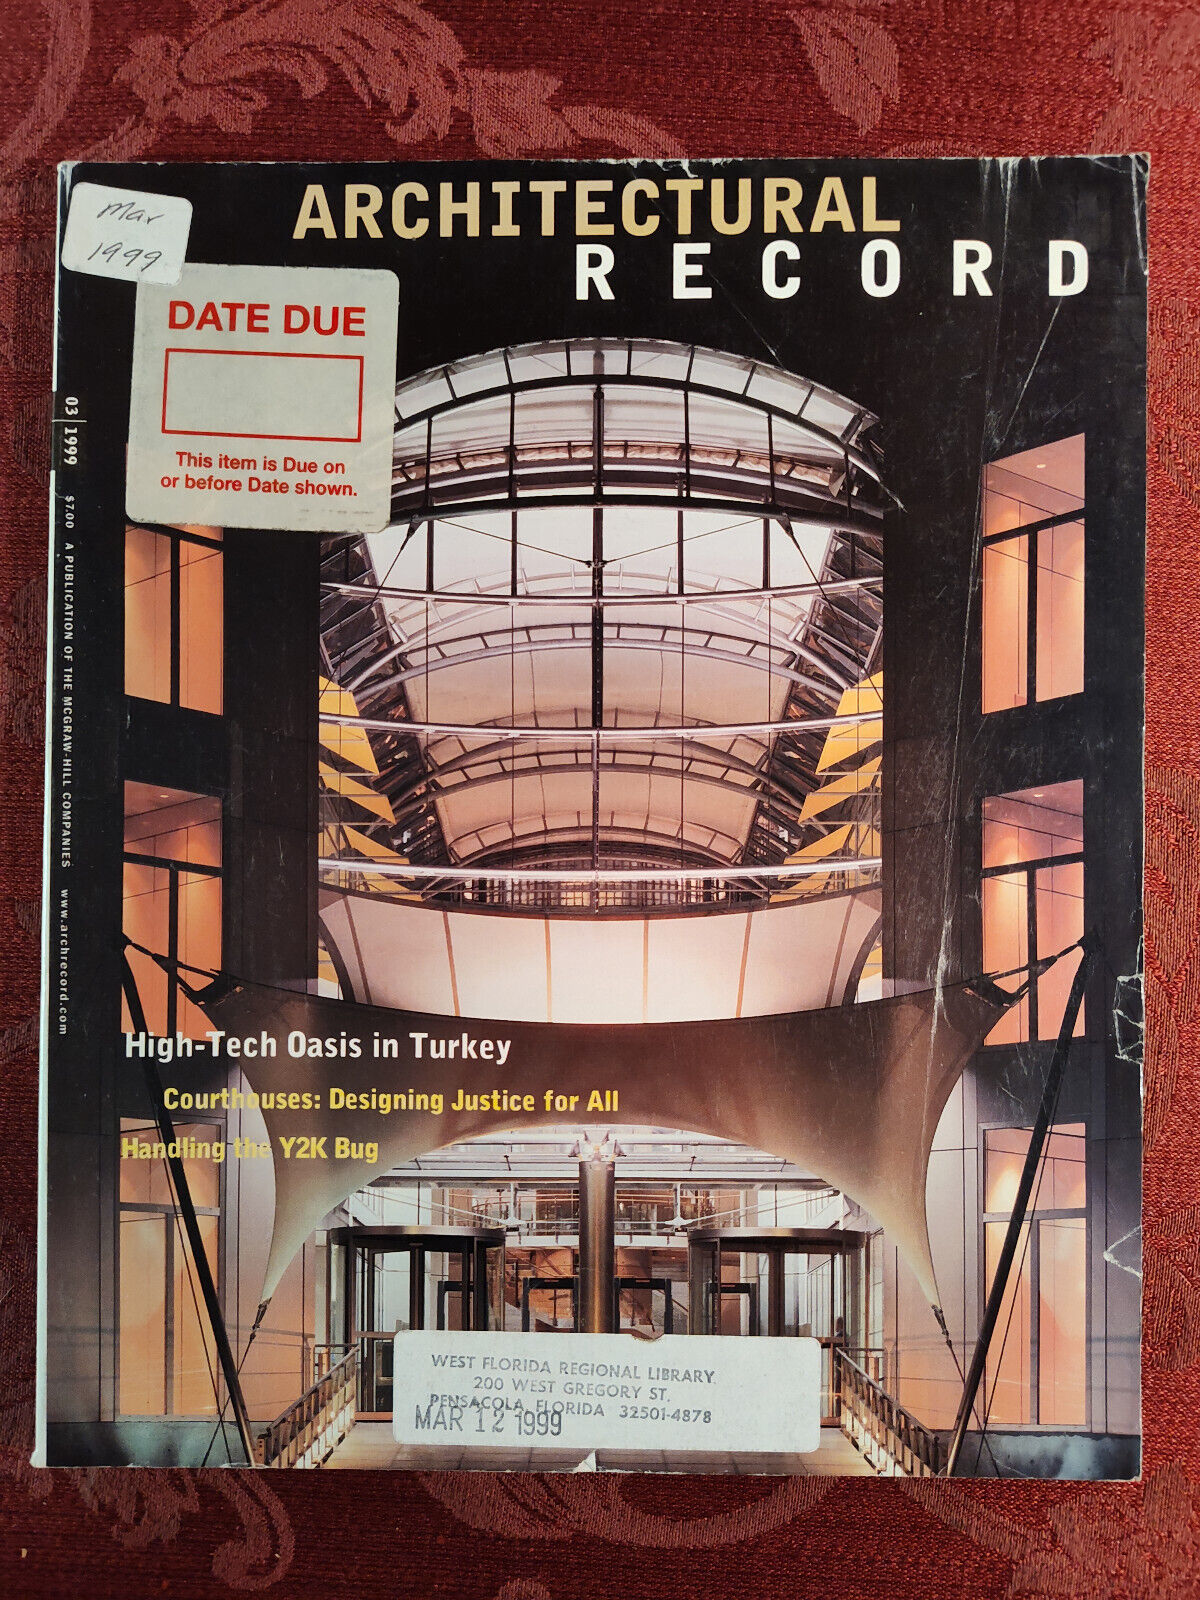 Mar
1999
ARCHITECTURAL
RECORD
DATE DUE
This item is Due on
or before Date shown.
03 | 1999 $7.00 A PUBLICATION OF THE MCGRAW-HILL COMPANIES www.archrecord.com
High-Tech Oasis in Turkey
Courthouses: Designing Justice for All
Handling the Y2K Bug
WEST FLORIDA REGIONAL LIBRARY
200 WEST GREGORY ST.
PENSACOLA, FLORIDA 32501-4878
MAR 12 1999